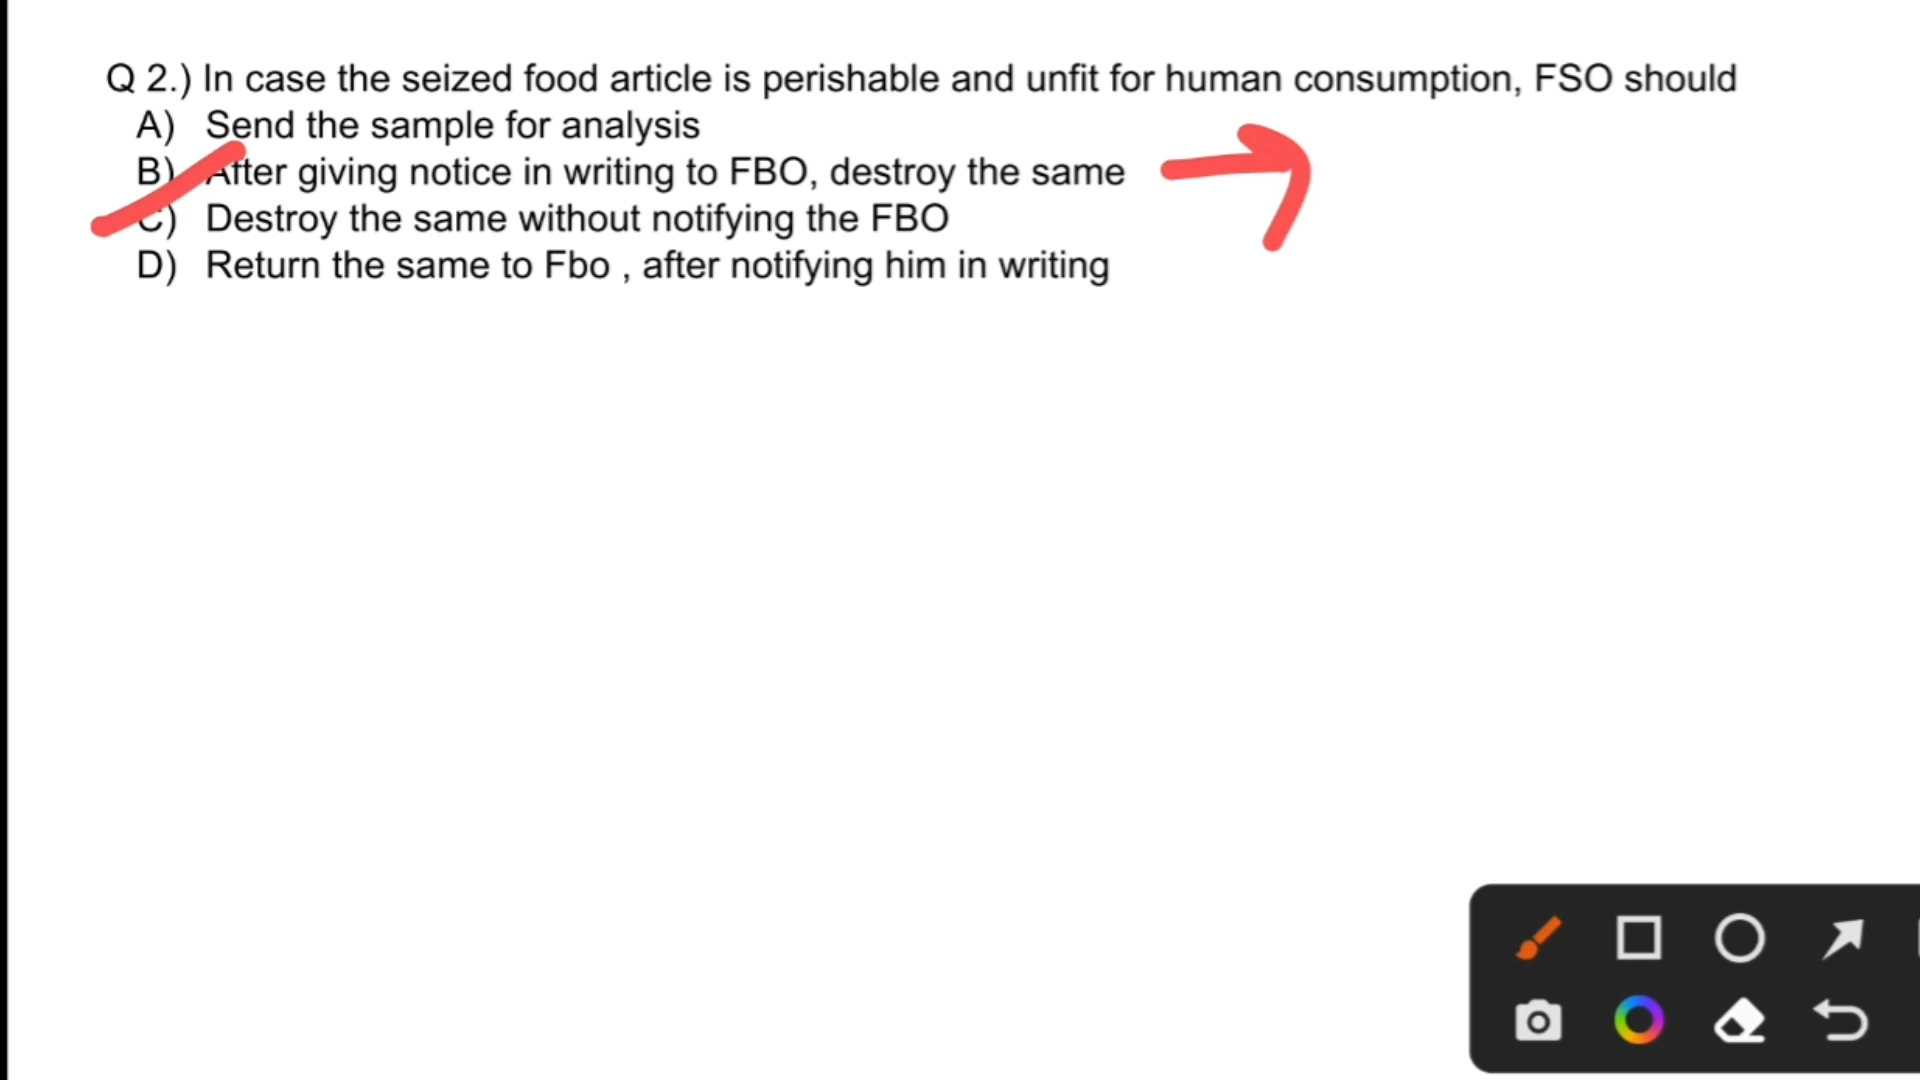 Q 2.) In case the seized food article is perishable and unfit for human consumption, FSO should
A) Send the sample for analysis
B) After giving notice in writing to FBO, destroy the same
C) Destroy the same without notifying the FBO
D) Return the same to Fbo , after notifying him in writing